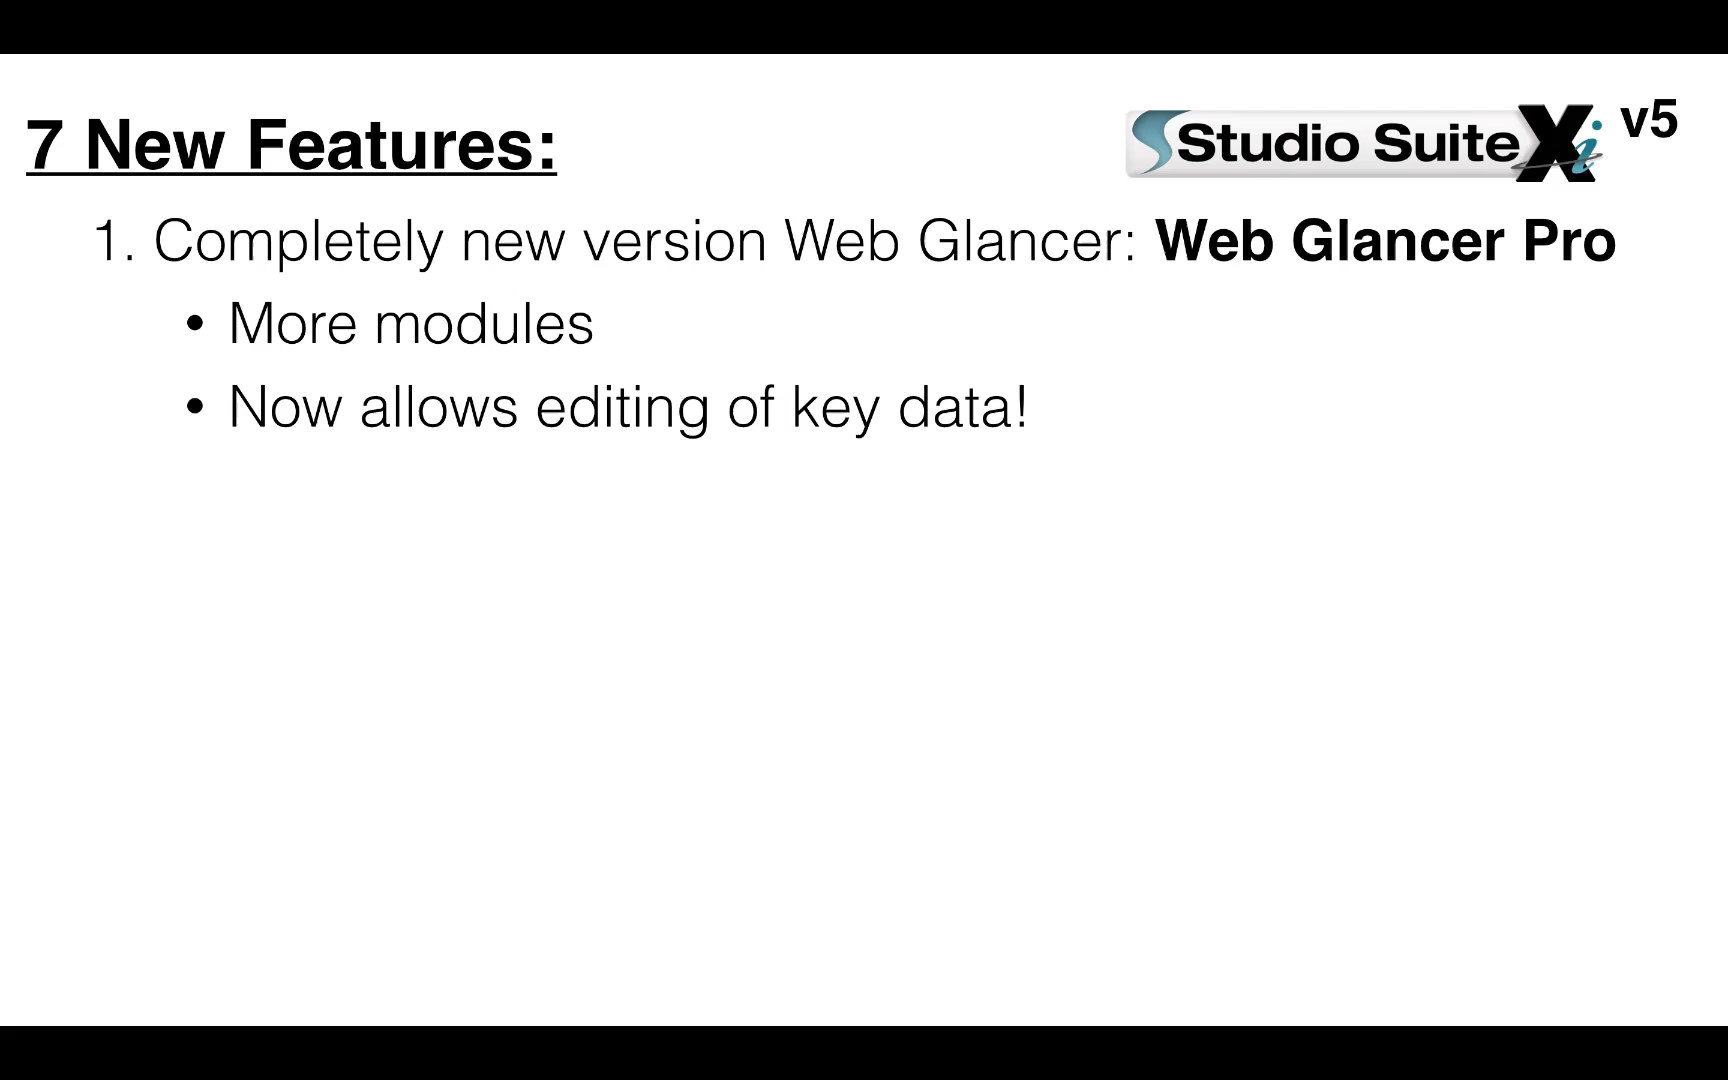 7 New Features:
Studio Suite Xi v5
1. Completely new version Web Glancer: Web Glancer Pro
• More modules
• Now allows editing of key data!